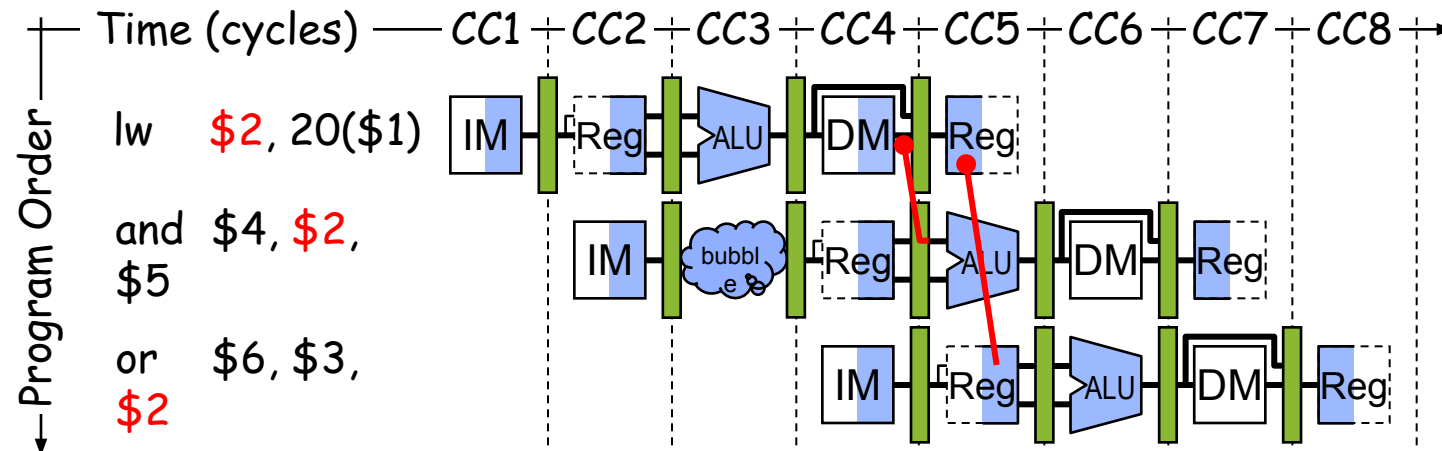 Time (cycles) CC1 CC2 CC3 CC4 CC5 CC6 CC7 CC8
Program Order
lw $2, 20($1)
IM Reg ALU DM Reg
and $4, $2,
$5
IM bubbl
e Reg ALU DM Reg
or $6, $3,
$2
IM Reg ALU DM Reg